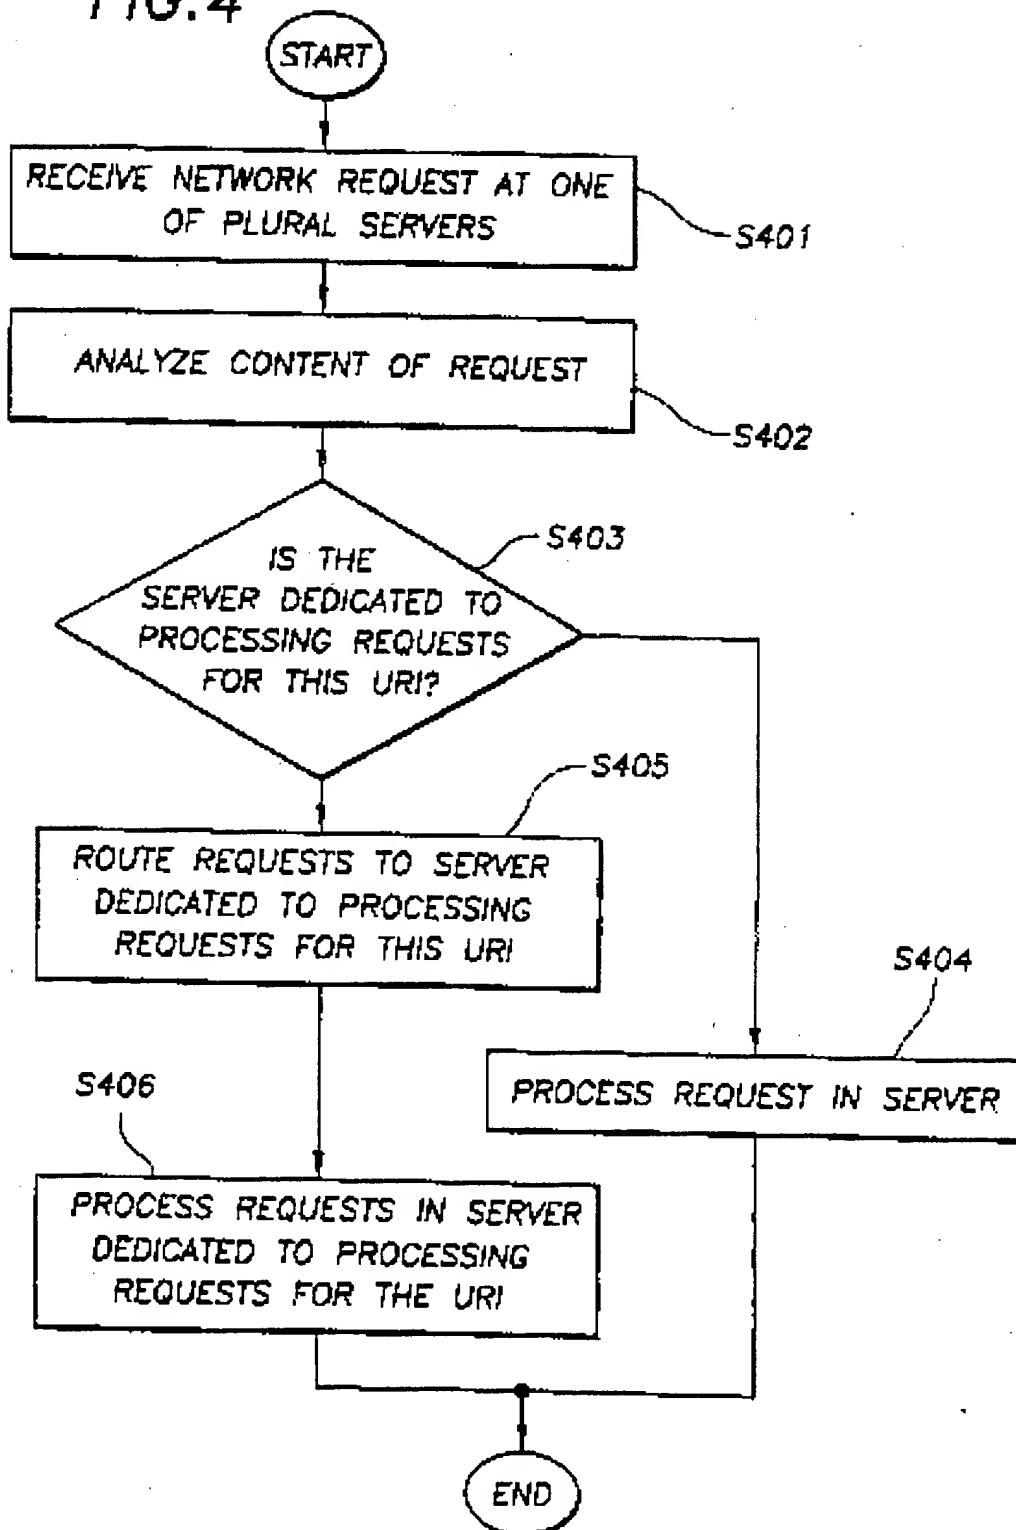 FIG. 4
START
RECEIVE NETWORK REQUEST AT ONE
OF PLURAL SERVERS
S401
ANALYZE CONTENT OF REQUEST
S402
S403
IS THE
SERVER DEDICATED TO
PROCESSING REQUESTS
FOR THIS URI?
S405
ROUTE REQUESTS TO SERVER
DEDICATED TO PROCESSING
REQUESTS FOR THIS URI
S404
PROCESS REQUEST IN SERVER
S406
PROCESS REQUESTS IN SERVER
DEDICATED TO PROCESSING
REQUESTS FOR THE URI
END